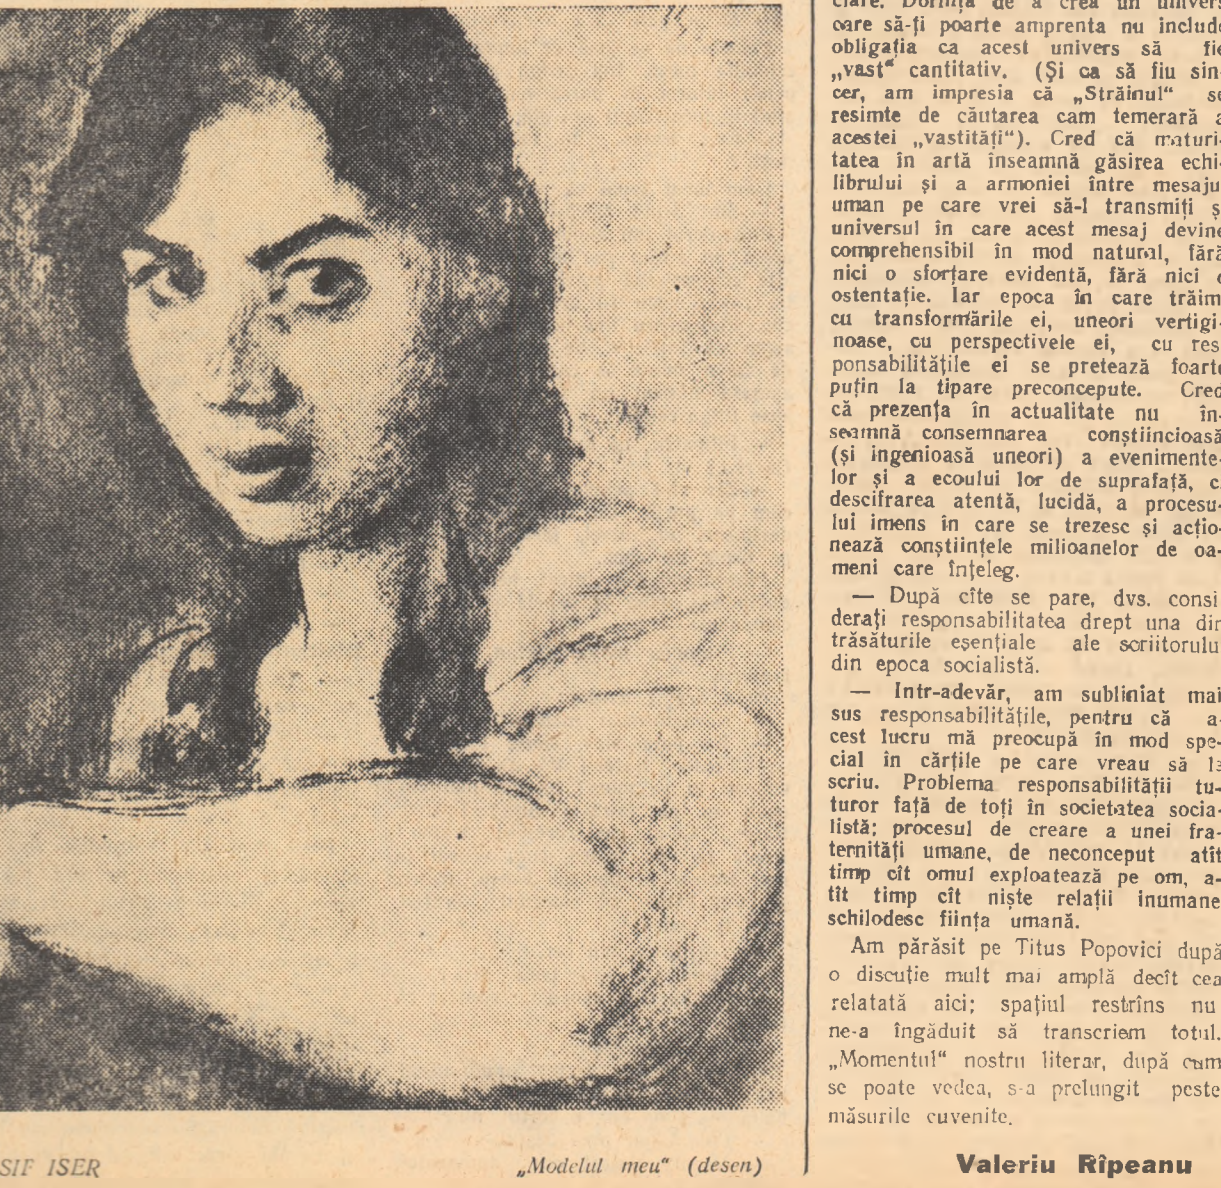 ciare. Dorința de a crea un univers
care să-ți poarte amprenta nu include
obligația ca acest univers să fie
„vast“ cantitativ. (Și ca să fiu sin-
cer, am impresia că „Străinul“ se
resimte de căutarea cam temerară a
acestei „vastități“). Cred că maturi-
tatea în artă înseamnă găsirea echi-
librului și a armoniei între mesajul
uman pe care vrei să-l transmiți și
universul în care acest mesaj devine
comprehensibil în mod natural, fără
nici o sforțare evidentă, fără nici o
ostentație. Iar epoca în care trăim
cu transformările ei, uneori vertigi-
noase, cu perspectivele ei, cu res-
ponsabilitățile ei se pretează foarte
puțin la tipare preconcepute. Cred
că prezența în actualitate nu în-
seamnă consemnarea conștiincioasă
(și ingenioasă uneori) a evenimente-
lor și a ecoului lor de suprafață, ci
descifrarea atentă, lucidă, a procesu-
lui imens în care se trezesc și acțio-
nează conștiințele milioanelor de oa-
meni care înțeleg.
— După cîte se pare, dvs. consi-
derați responsabilitatea drept una din
trăsăturile esențiale ale scriitorului
din epoca socialistă.
— Intr-adevăr, am subliniat mai
sus responsabilitățile, pentru că a-
cest lucru mă preocupă în mod spe-
cial în cărțile pe care vreau să le
scriu. Problema responsabilității tu-
turor față de toți în societatea socia-
listă; procesul de creare a unei fra-
ternități umane, de neconceput atît
timp cît omul exploatează pe om, a-
tît timp cît niște relații inumane
schilodesc ființa umană.
Am părăsit pe Titus Popovici după
o discuție mult mai amplă decît cea
relatată aici; spațiul restrîns nu
ne-a îngăduit să transcriem totul.
„Momentul“ nostru literar, după cum
se poate vedea, s-a prelungit peste
măsurile cuvenite.
Valeriu Rîpeanu
SIF ISER „Modelul meu“ (desen)